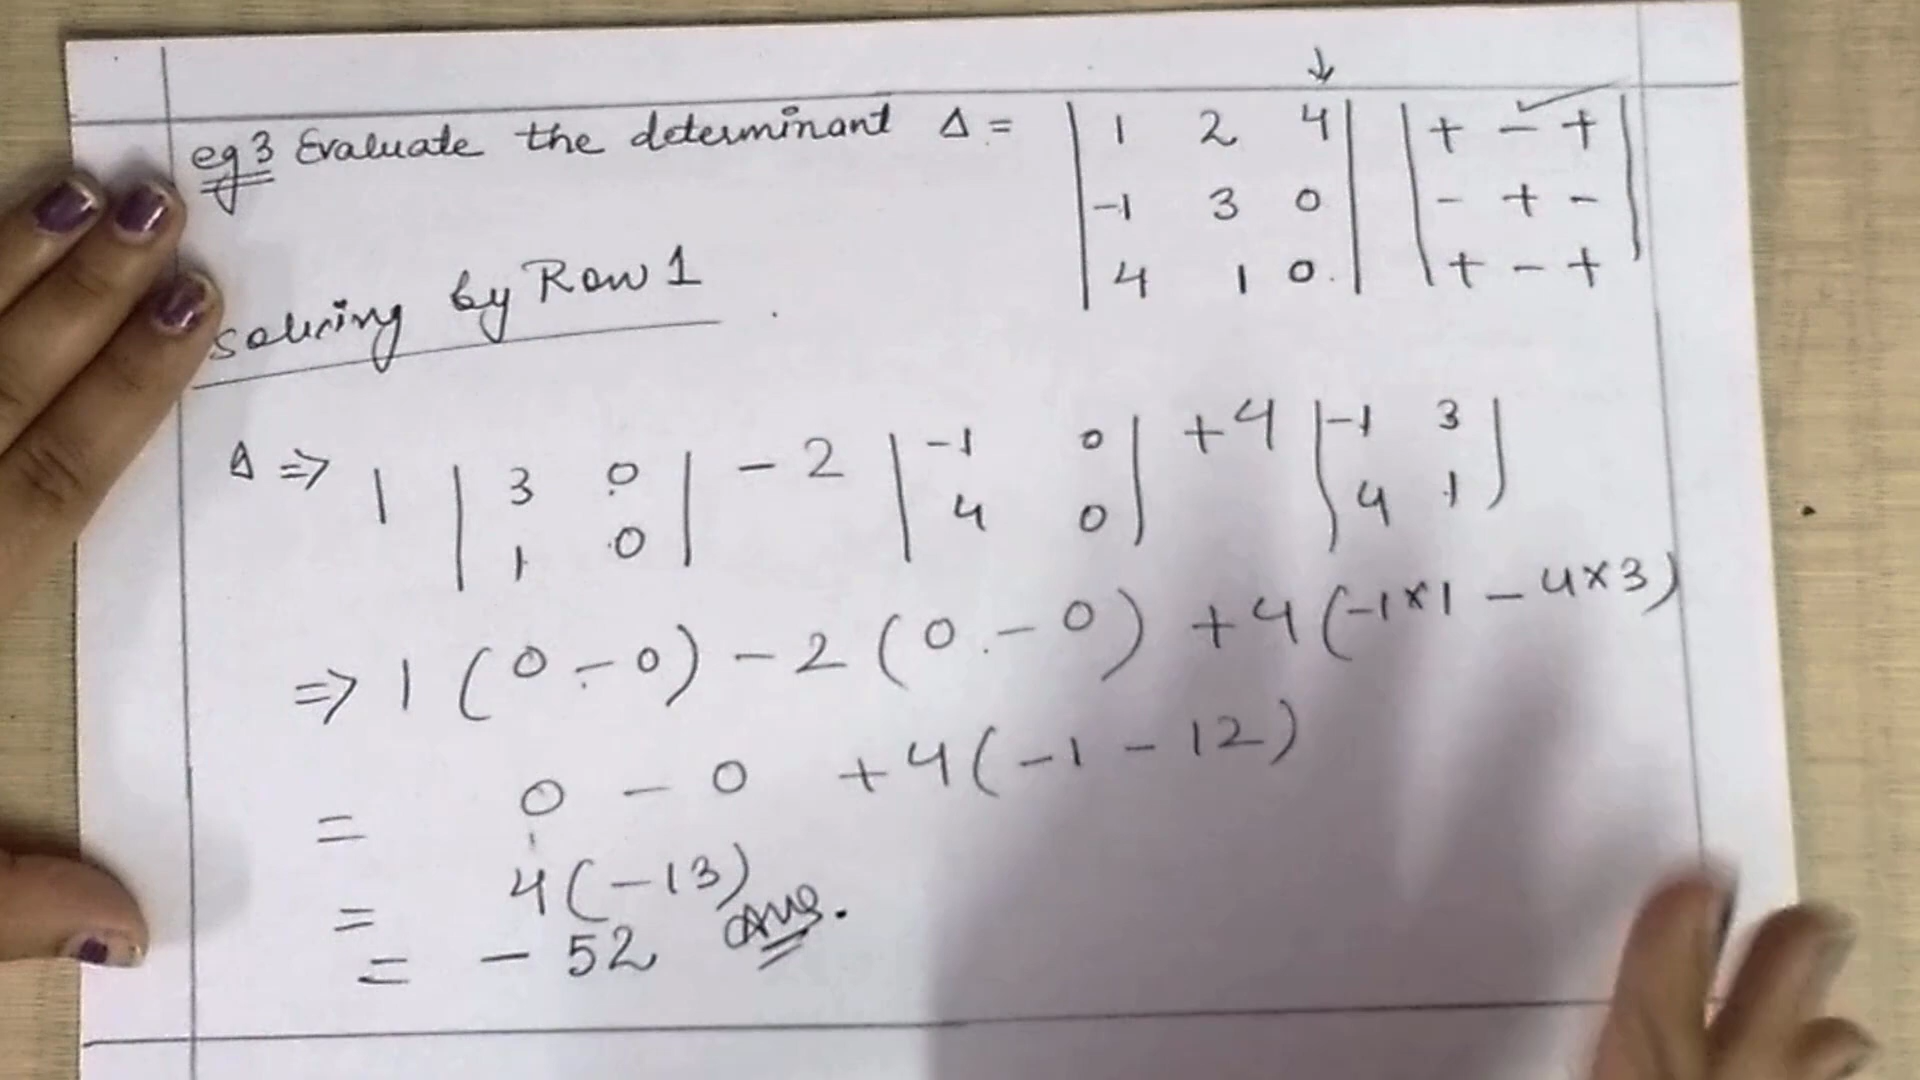 eg 3 Evaluate the determinant Δ = | 1 2 4 | | + - + |
| -1 3 0 | | - + - |
| 4 1 0 | | + - + |
solving by Row 1
Δ => 1 | 3 0 | - 2 | -1 0 | + 4 | -1 3 |
| 1 0 | | 4 0 | | 4 1 |
=> 1 (0 - 0) - 2 (0 - 0) + 4 (-1 × 1 - 4 × 3)
= 0 - 0 + 4 (-1 - 12)
= 4 (-13)
= - 52 Ans.